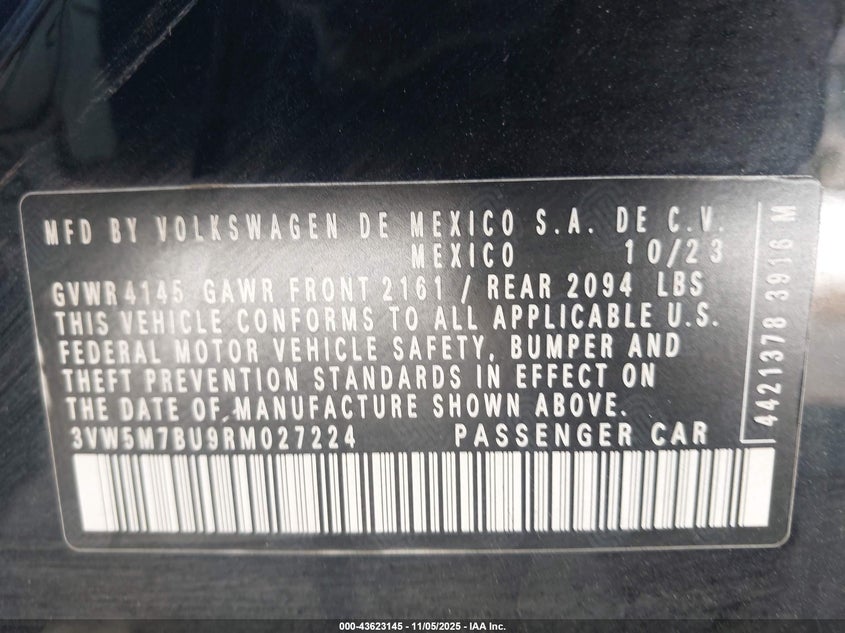 MFD BY VOLKSWAGEN DE MEXICO S.A. DE C.V.
MEXICO 10/23
GVWR 4145 GAWR FRONT 2161 / REAR 2094 LBS
THIS VEHICLE CONFORMS TO ALL APPLICABLE U.S.
FEDERAL MOTOR VEHICLE SAFETY, BUMPER AND
THEFT PREVENTION STANDARDS IN EFFECT ON
THE DATE OF MANUFACTURE SHOWN ABOVE.
3VW5M7BU9RM027224 PASSENGER CAR
4421378 3916 M
000-43623145 - 11/05/2025 - IAA Inc.